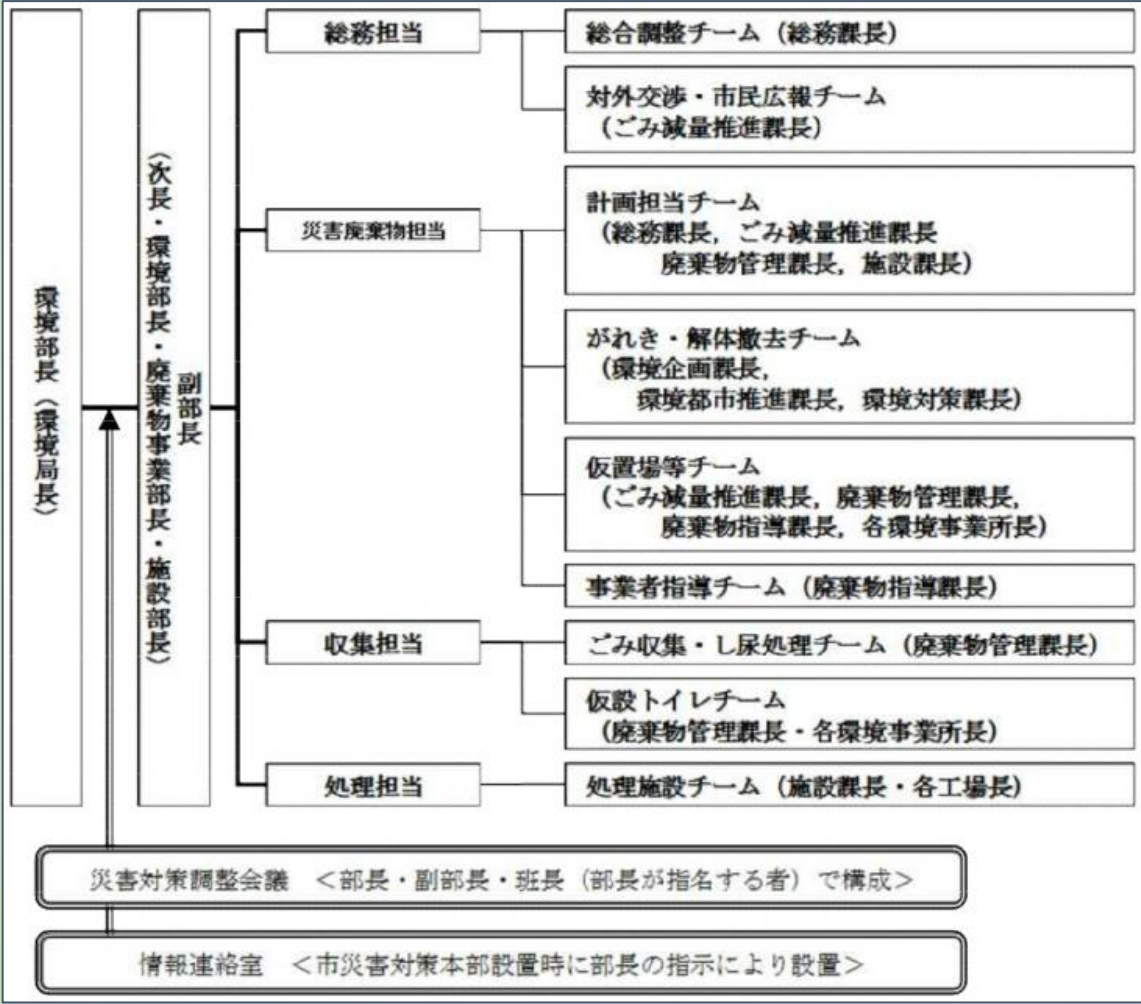 環境部長（環境局長）
副部長
（次長・環境部長・廃棄物事業部長・施設部長）
総務担当
総合調整チーム（総務課長）
対外交渉・市民広報チーム
（ごみ減量推進課長）
災害廃棄物担当
計画担当チーム
（総務課長，ごみ減量推進課長
廃棄物管理課長，施設課長）
がれき・解体撤去チーム
（環境企画課長，
環境都市推進課長，環境対策課長）
仮置場等チーム
（ごみ減量推進課長，廃棄物管理課長，
廃棄物指導課長，各環境事業所長）
事業者指導チーム（廃棄物指導課長）
収集担当
ごみ収集・し尿処理チーム（廃棄物管理課長）
仮設トイレチーム
（廃棄物管理課長・各環境事業所長）
処理担当
処理施設チーム（施設課長・各工場長）
災害対策調整会議　＜部長・副部長・班長（部長が指名する者）で構成＞
情報連絡室　＜市災害対策本部設置時に部長の指示により設置＞